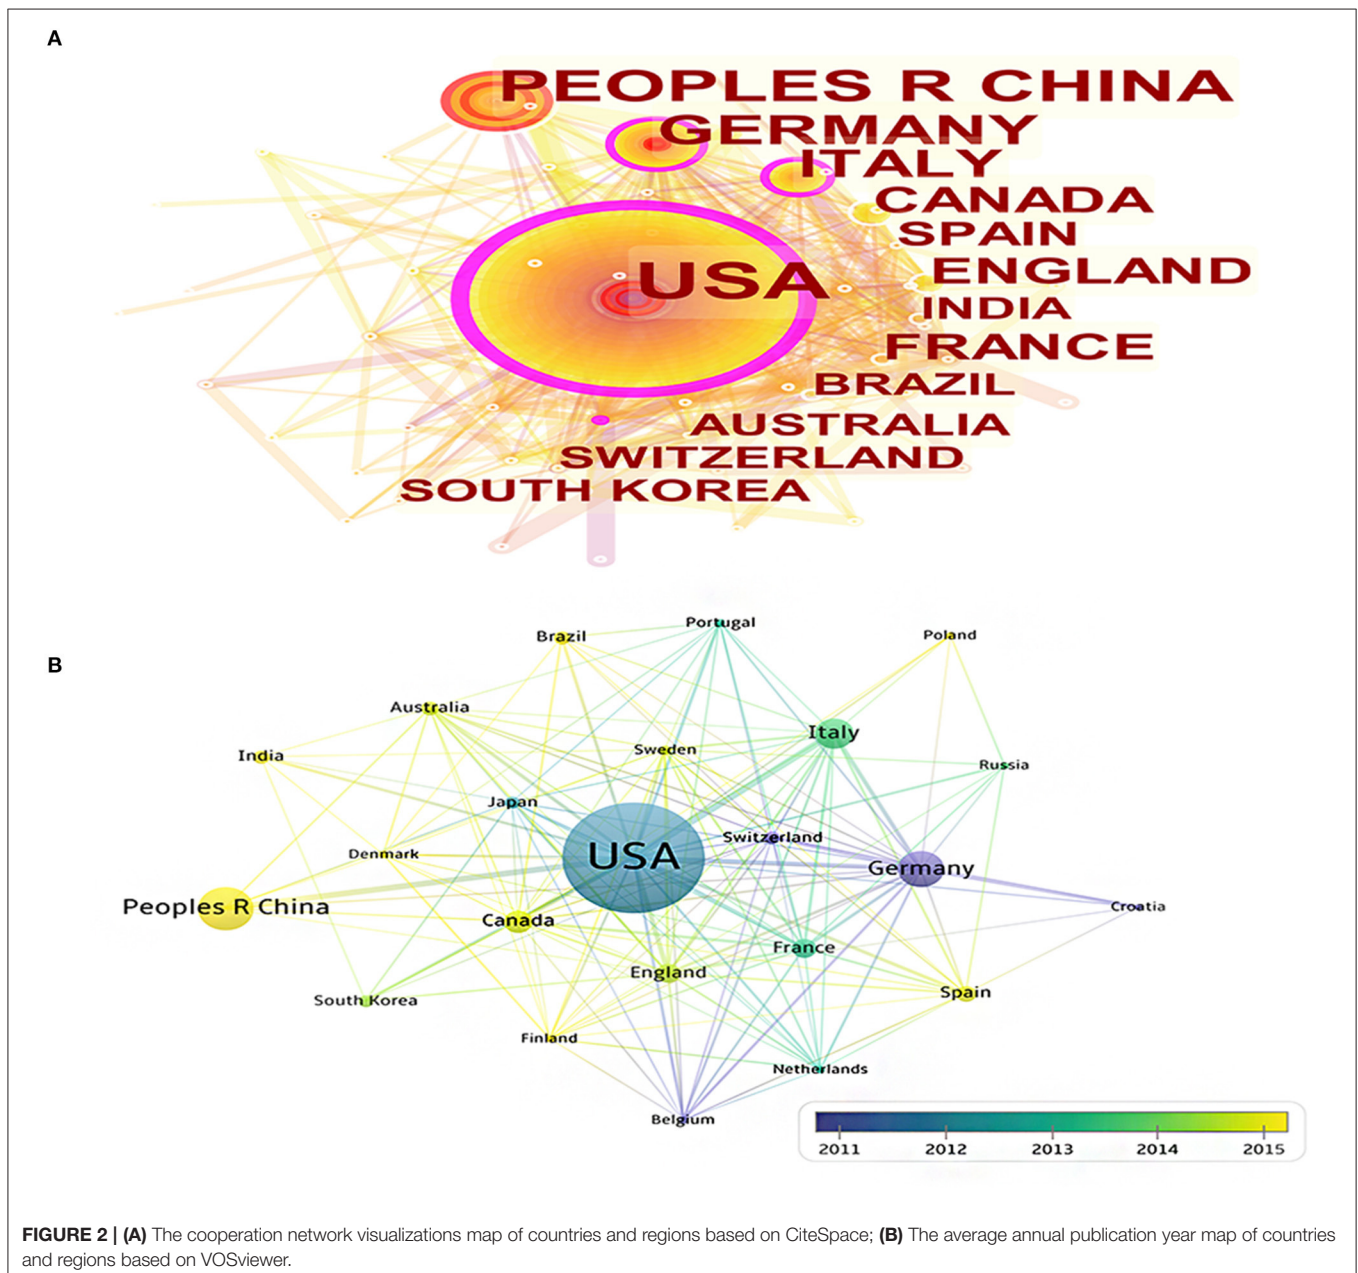 A
PEOPLES R CHINA
GERMANY
ITALY
CANADA
SPAIN
USA
ENGLAND
INDIA
FRANCE
BRAZIL
AUSTRALIA
SWITZERLAND
SOUTH KOREA
B
Portugal
Brazil
Poland
Australia
Italy
Sweden
India
Russia
Japan
Switzerland
Denmark
USA
Germany
Peoples R China
Croatia
Canada
France
England
Spain
South Korea
Finland
Netherlands
Belgium
2011 2012 2013 2014 2015
FIGURE 2 | (A) The cooperation network visualizations map of countries and regions based on CiteSpace; (B) The average annual publication year map of countries
and regions based on VOSviewer.